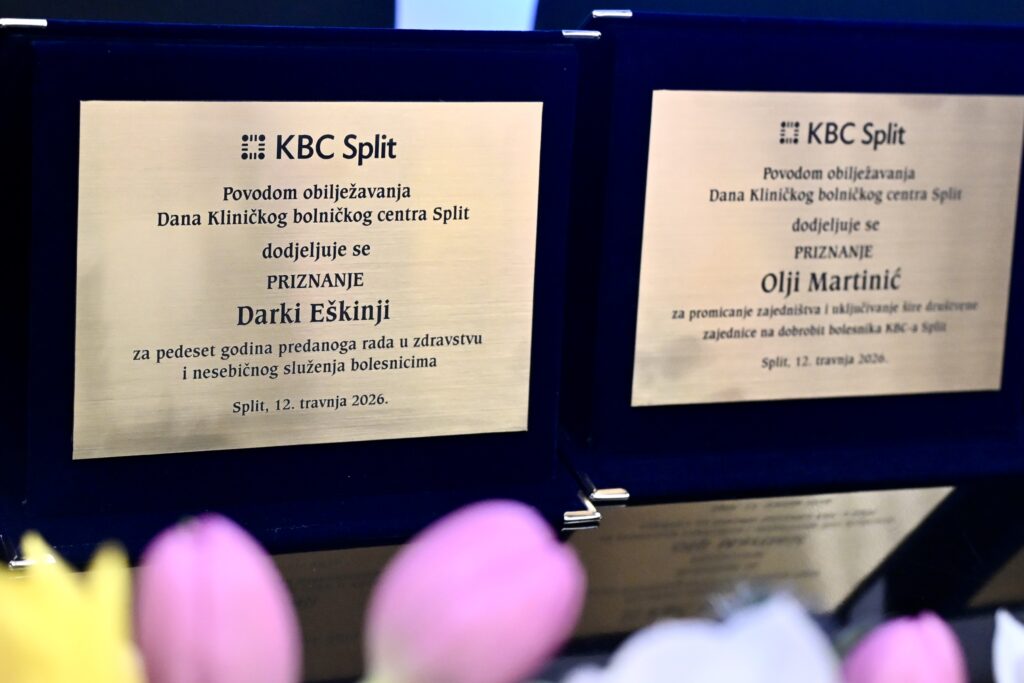 KBC Split
Povodom obilježavanja
Dana Kliničkog bolničkog centra Split
dodjeljuje se
PRIZNANJE
Darki Eškinji
za pedeset godina predanoga rada u zdravstvu
i nesebičnog služenja bolesnicima
Split, 12. travnja 2026.
KBC Split
Povodom obilježavanja
Dana Kliničkog bolničkog centra Split
dodjeljuje se
PRIZNANJE
Olji Martinić
za promicanje zajedništva i uključivanje šire društvene
zajednice na dobrobit bolesnika KBC-a Split
Split, 12. travnja 2026.